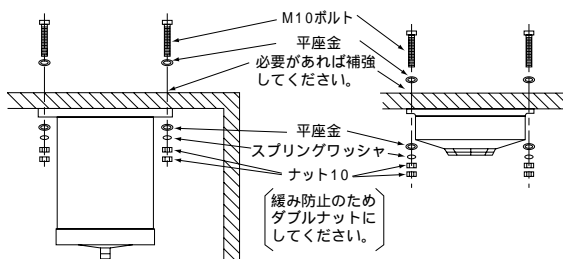 M10ボルト
平座金
必要があれば補強
してください。
平座金
スプリングワッシャ
ナット10
緩み防止のため
ダブルナットに
してください。